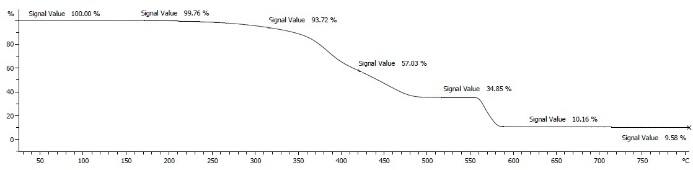 %
Signal Value 100.00 %
Signal Value 99.76 %
Signal Value 93.72 %
80
60
Signal Value 57.03 %
40
Signal Value 34.85 %
20
Signal Value 10.16 %
0
Signal Value 9.58 %
50 100 150 200 250 300 350 400 450 500 550 600 650 700 750 °C